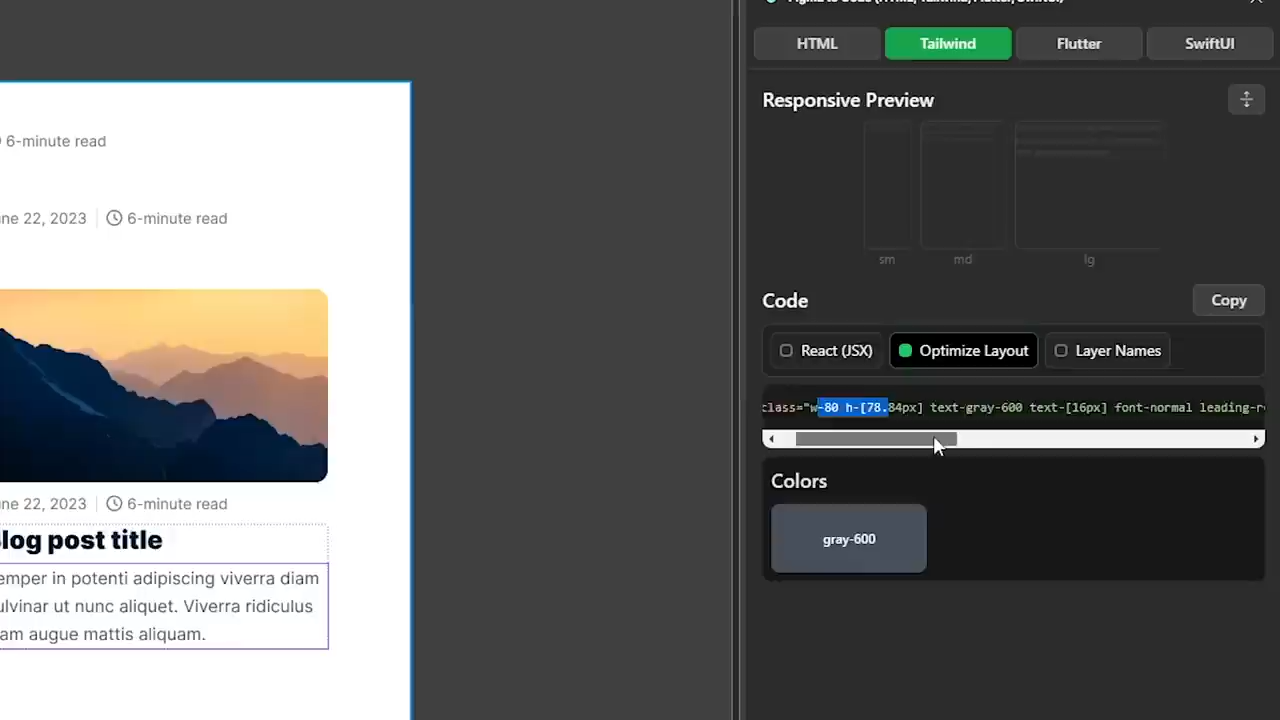 HTML
Tailwind
Flutter
SwiftUI
Responsive Preview
6-minute read
une 22, 2023
6-minute read
sm
md
lg
Code
Copy
React (JSX)
Optimize Layout
Layer Names
class="w-80 h-[78.84px] text-gray-600 text-[16px] font-normal leading-r
Colors
gray-600
une 22, 2023
6-minute read
log post title
emper in potenti adipiscing viverra diam
ulvinar ut nunc aliquet. Viverra ridiculus
am augue mattis aliquam.